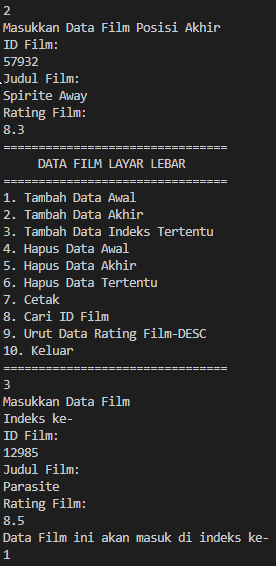 2
Masukkan Data Film Posisi Akhir
ID Film:
57932
Judul Film:
Spirite Away
Rating Film:
8.3
===============================
DATA FILM LAYAR LEBAR
===============================
1. Tambah Data Awal
2. Tambah Data Akhir
3. Tambah Data Indeks Tertentu
4. Hapus Data Awal
5. Hapus Data Akhir
6. Hapus Data Tertentu
7. Cetak
8. Cari ID Film
9. Urut Data Rating Film-DESC
10. Keluar
===============================
3
Masukkan Data Film
Indeks ke-
ID Film:
12985
Judul Film:
Parasite
Rating Film:
8.5
Data Film ini akan masuk di indeks ke-
1